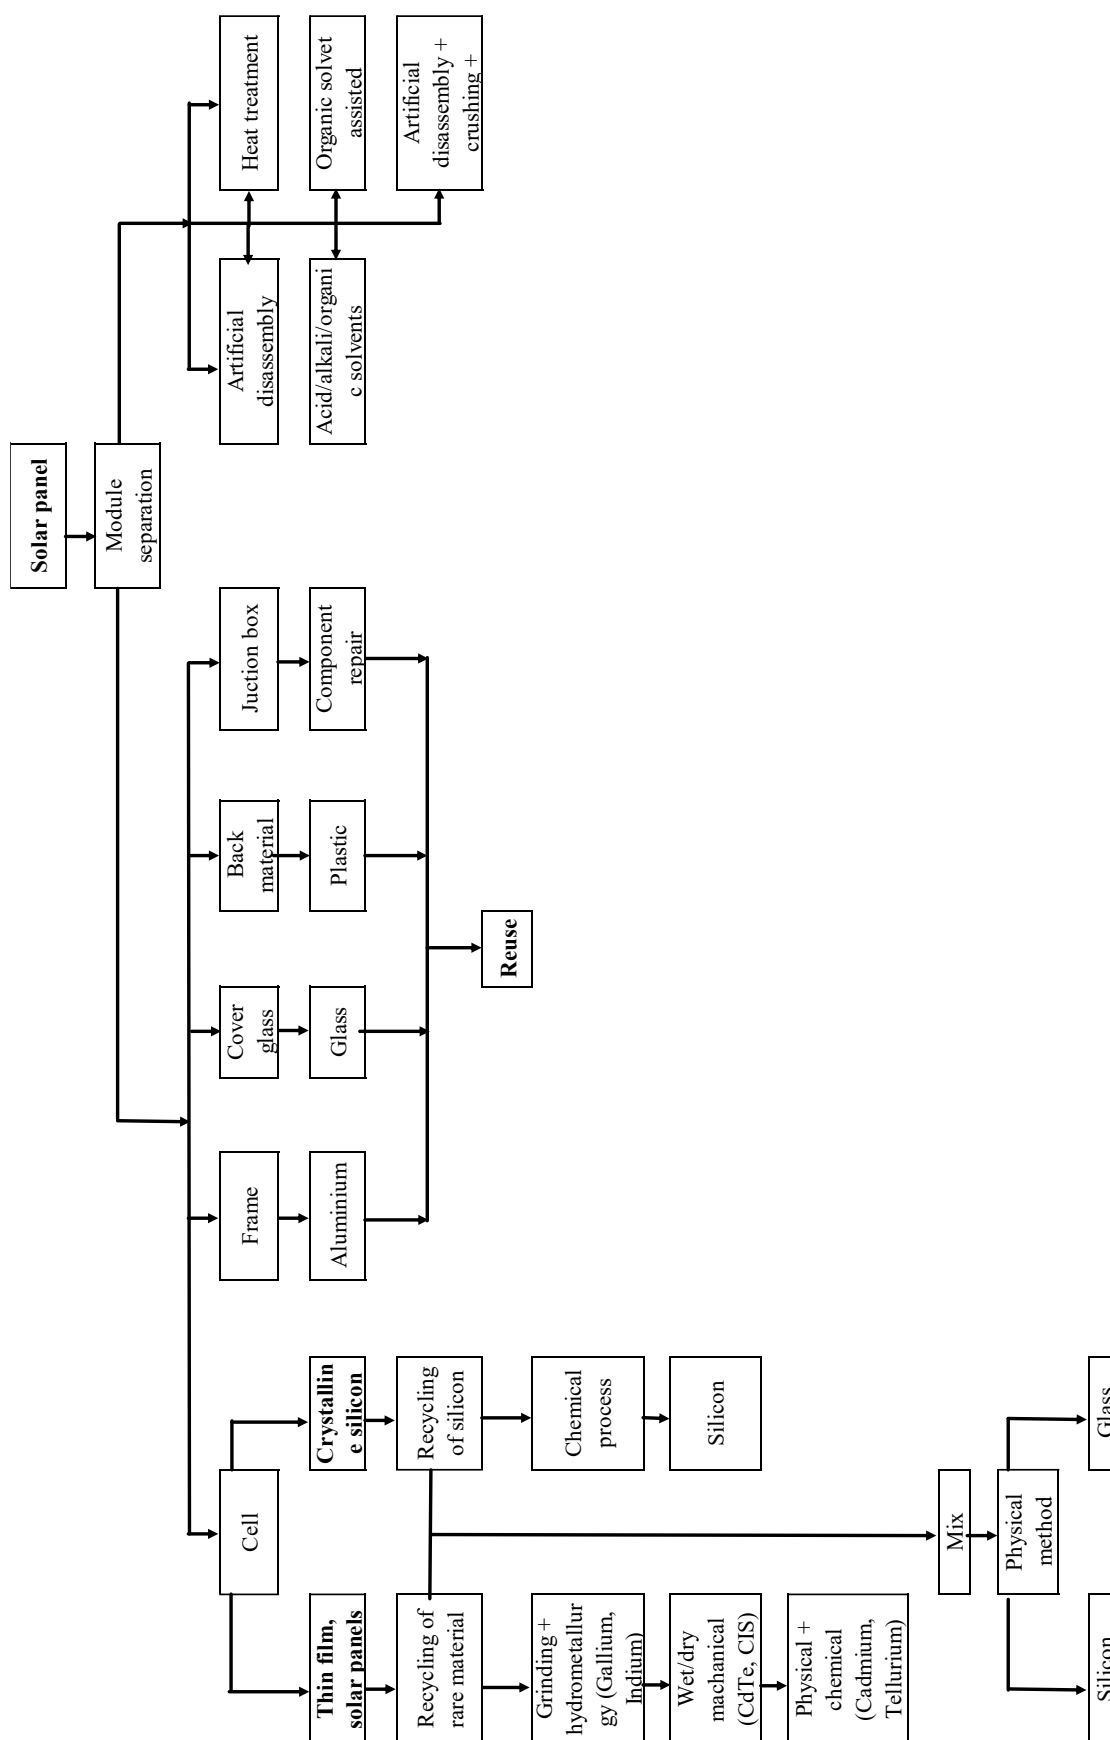 Solar panel
Module
separation
Cell
Frame
Cover
glass
Back
material
Juction box
Artificial
disassembly
Heat treatment
Thin film,
solar panels
Crystallin
e silicon
Aluminium
Glass
Plastic
Component
repair
Acid/alkali/organi
c solvents
Organic solvet
assisted
Recycling of
rare material
Recycling
of silicon
Artificial
disassembly +
crushing +
Reuse
Grinding +
hydrometallur
gy (Gallium,
Indium)
Chemical
process
Wet/dry
machanical
(CdTe, CIS)
Silicon
Physical +
chemical
(Cadmium,
Tellurium)
Mix
Physical
method
Silicon
Glass